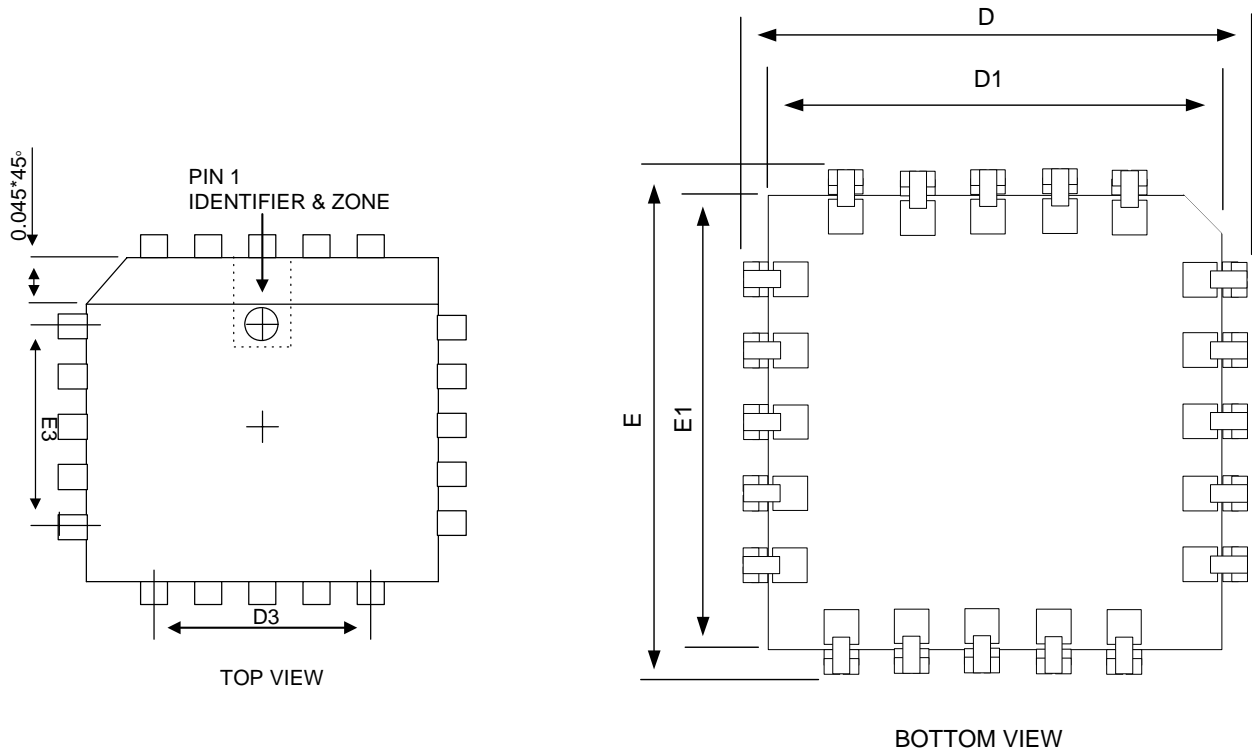 0.045*45°
PIN 1
IDENTIFIER & ZONE
E3
D3
TOP VIEW
D
D1
E
E1
BOTTOM VIEW